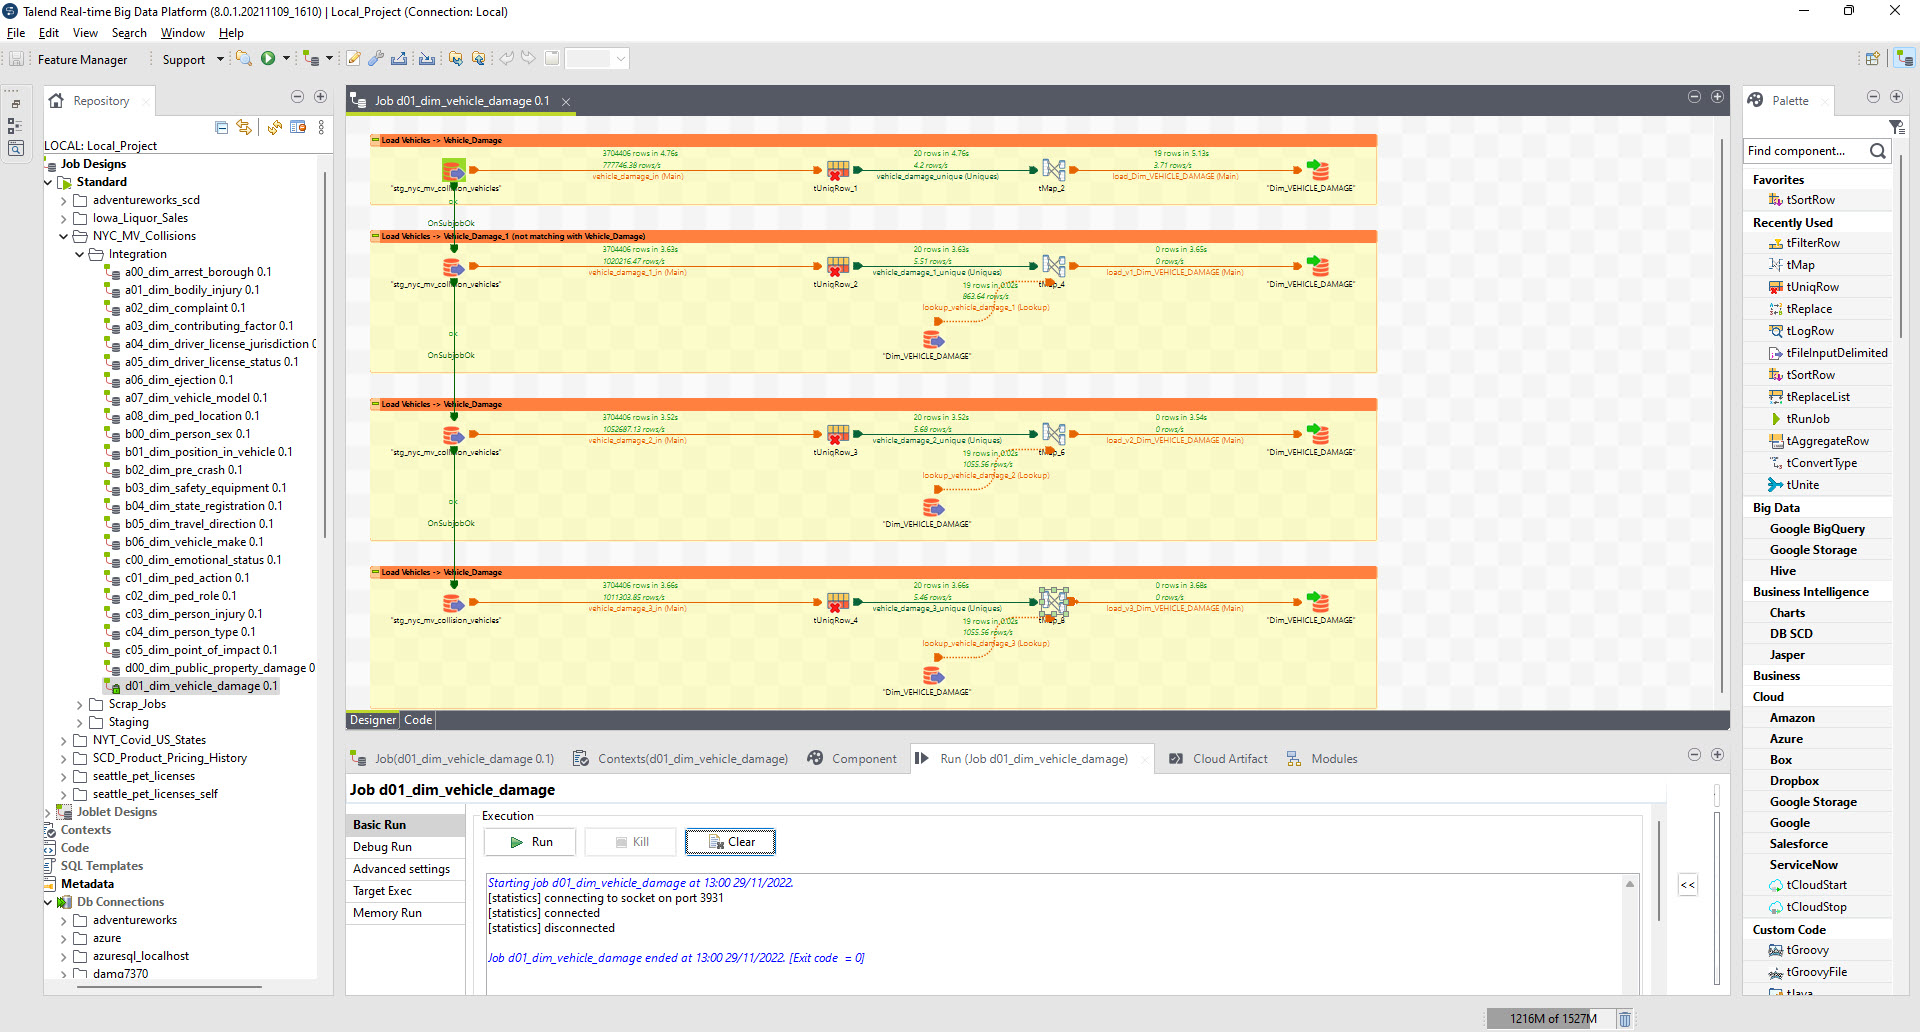 Talend Real-time Big Data Platform (8.0.1.20211109_1610) | Local_Project (Connection: Local)
File Edit View Search Window Help
Feature Manager Support
Repository
LOCAL: Local_Project
Job Designs
Standard
adventureworks_scd
Iowa_Liquor_Sales
NYC_MV_Collisions
Integration
a00_dim_arrest_borough 0.1
a01_dim_bodily_injury 0.1
a02_dim_complaint 0.1
a03_dim_contributing_factor 0.1
a04_dim_driver_license_jurisdiction 0
a05_dim_driver_license_status 0.1
a06_dim_ejection 0.1
a07_dim_vehicle_model 0.1
a08_dim_ped_location 0.1
b00_dim_person_sex 0.1
b01_dim_position_in_vehicle 0.1
b02_dim_pre_crash 0.1
b03_dim_safety_equipment 0.1
b04_dim_state_registration 0.1
b05_dim_travel_direction 0.1
b06_dim_vehicle_make 0.1
c00_dim_emotional_status 0.1
c01_dim_ped_action 0.1
c02_dim_ped_role 0.1
c03_dim_person_injury 0.1
c04_dim_person_type 0.1
c05_dim_point_of_impact 0.1
d00_dim_public_property_damage 0
d01_dim_vehicle_damage 0.1
Scrap_Jobs
Staging
NYT_Covid_US_States
SCD_Product_Pricing_History
seattle_pet_licenses
seattle_pet_licenses_self
Joblet Designs
Contexts
Code
SQL Templates
Metadata
Db Connections
adventureworks
azure
azuresql_localhost
damg7370
Job d01_dim_vehicle_damage 0.1
Load Vehicles -> Vehicle_Damage
3704406 rows in 4.76s 20 rows in 4.76s 19 rows in 5.13s
777746.38 rows/s 4.2 rows/s 3.71 rows/s
vehicle_damage_in (Main) vehicle_damage_unique (Uniques) load_DIM_VEHICLE_DAMAGE (Main)
"stg_nyc_mv_collision_vehicles" tUniqRow_1 tMap_2 "Dim_VEHICLE_DAMAGE"
ok
OnSubjobOk
Load Vehicles -> Vehicle_Damage_1 (not matching with Vehicle_Damage)
3704406 rows in 3.63s 20 rows in 3.63s 0 rows in 3.65s
1020216.47 rows/s 5.51 rows/s 0 rows/s
vehicle_damage_1_in (Main) vehicle_damage_1_unique (Uniques) load_v1_Dim_VEHICLE_DAMAGE (Main)
"stg_nyc_mv_collision_vehicles" tUniqRow_2 tMap_4 "Dim_VEHICLE_DAMAGE"
19 rows in 0.02s
863.64 rows/s
lookup_vehicle_damage_1 (Lookup)
ok
OnSubjobOk
"Dim_VEHICLE_DAMAGE"
Load Vehicles -> Vehicle_Damage
3704406 rows in 3.52s 20 rows in 3.52s 0 rows in 3.54s
1052687.13 rows/s 5.68 rows/s 0 rows/s
vehicle_damage_2_in (Main) vehicle_damage_2_unique (Uniques) load_v2_Dim_VEHICLE_DAMAGE (Main)
"stg_nyc_mv_collision_vehicles" tUniqRow_3 tMap_6 "Dim_VEHICLE_DAMAGE"
19 rows in 0.02s
1055.56 rows/s
lookup_vehicle_damage_2 (Lookup)
ok
OnSubjobOk
"Dim_VEHICLE_DAMAGE"
Load Vehicles -> Vehicle_Damage
3704406 rows in 3.66s 20 rows in 3.66s 0 rows in 3.68s
1011303.85 rows/s 5.46 rows/s 0 rows/s
vehicle_damage_3_in (Main) vehicle_damage_3_unique (Uniques) load_v3_Dim_VEHICLE_DAMAGE (Main)
"stg_nyc_mv_collision_vehicles" tUniqRow_4 tMap_8 "Dim_VEHICLE_DAMAGE"
19 rows in 0.02s
1055.56 rows/s
lookup_vehicle_damage_3 (Lookup)
"Dim_VEHICLE_DAMAGE"
Designer Code
Job(d01_dim_vehicle_damage 0.1) Contexts(d01_dim_vehicle_damage) Component Run (Job d01_dim_vehicle_damage) Cloud Artifact Modules
Job d01_dim_vehicle_damage
Basic Run
Debug Run
Advanced settings
Target Exec
Memory Run
Execution
Run Kill Clear
Starting job d01_dim_vehicle_damage at 13:00 29/11/2022.
[statistics] connecting to socket on port 3931
[statistics] connected
[statistics] disconnected
Job d01_dim_vehicle_damage ended at 13:00 29/11/2022. [Exit code  = 0]
<<
Palette
Find component...
Favorites
tSortRow
Recently Used
tFilterRow
tMap
tUniqRow
tReplace
tLogRow
tFileInputDelimited
tSortRow
tReplaceList
tRunJob
tAggregateRow
tConvertType
tUnite
Big Data
Google BigQuery
Google Storage
Hive
Business Intelligence
Charts
DB SCD
Jasper
Business
Cloud
Amazon
Azure
Box
Dropbox
Google Storage
Google
Salesforce
ServiceNow
tCloudStart
tCloudStop
Custom Code
tGroovy
tGroovyFile
tJava
1216M of 1527M